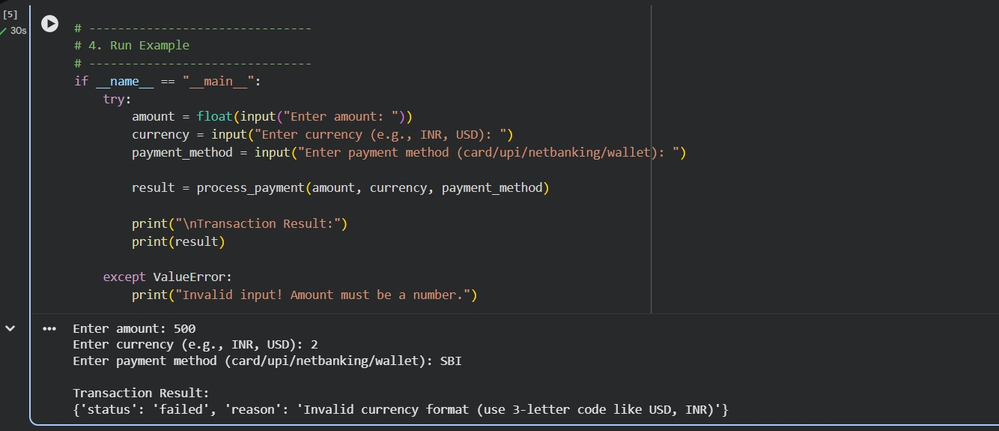 [5]
30s
# -------------------------------
# 4. Run Example
# -------------------------------
if __name__ == "__main__":
    try:
        amount = float(input("Enter amount: "))
        currency = input("Enter currency (e.g., INR, USD): ")
        payment_method = input("Enter payment method (card/upi/netbanking/wallet): ")

        result = process_payment(amount, currency, payment_method)

        print("\nTransaction Result:")
        print(result)

    except ValueError:
        print("Invalid input! Amount must be a number.")
Enter amount: 500
Enter currency (e.g., INR, USD): 2
Enter payment method (card/upi/netbanking/wallet): SBI

Transaction Result:
{'status': 'failed', 'reason': 'Invalid currency format (use 3-letter code like USD, INR)'}